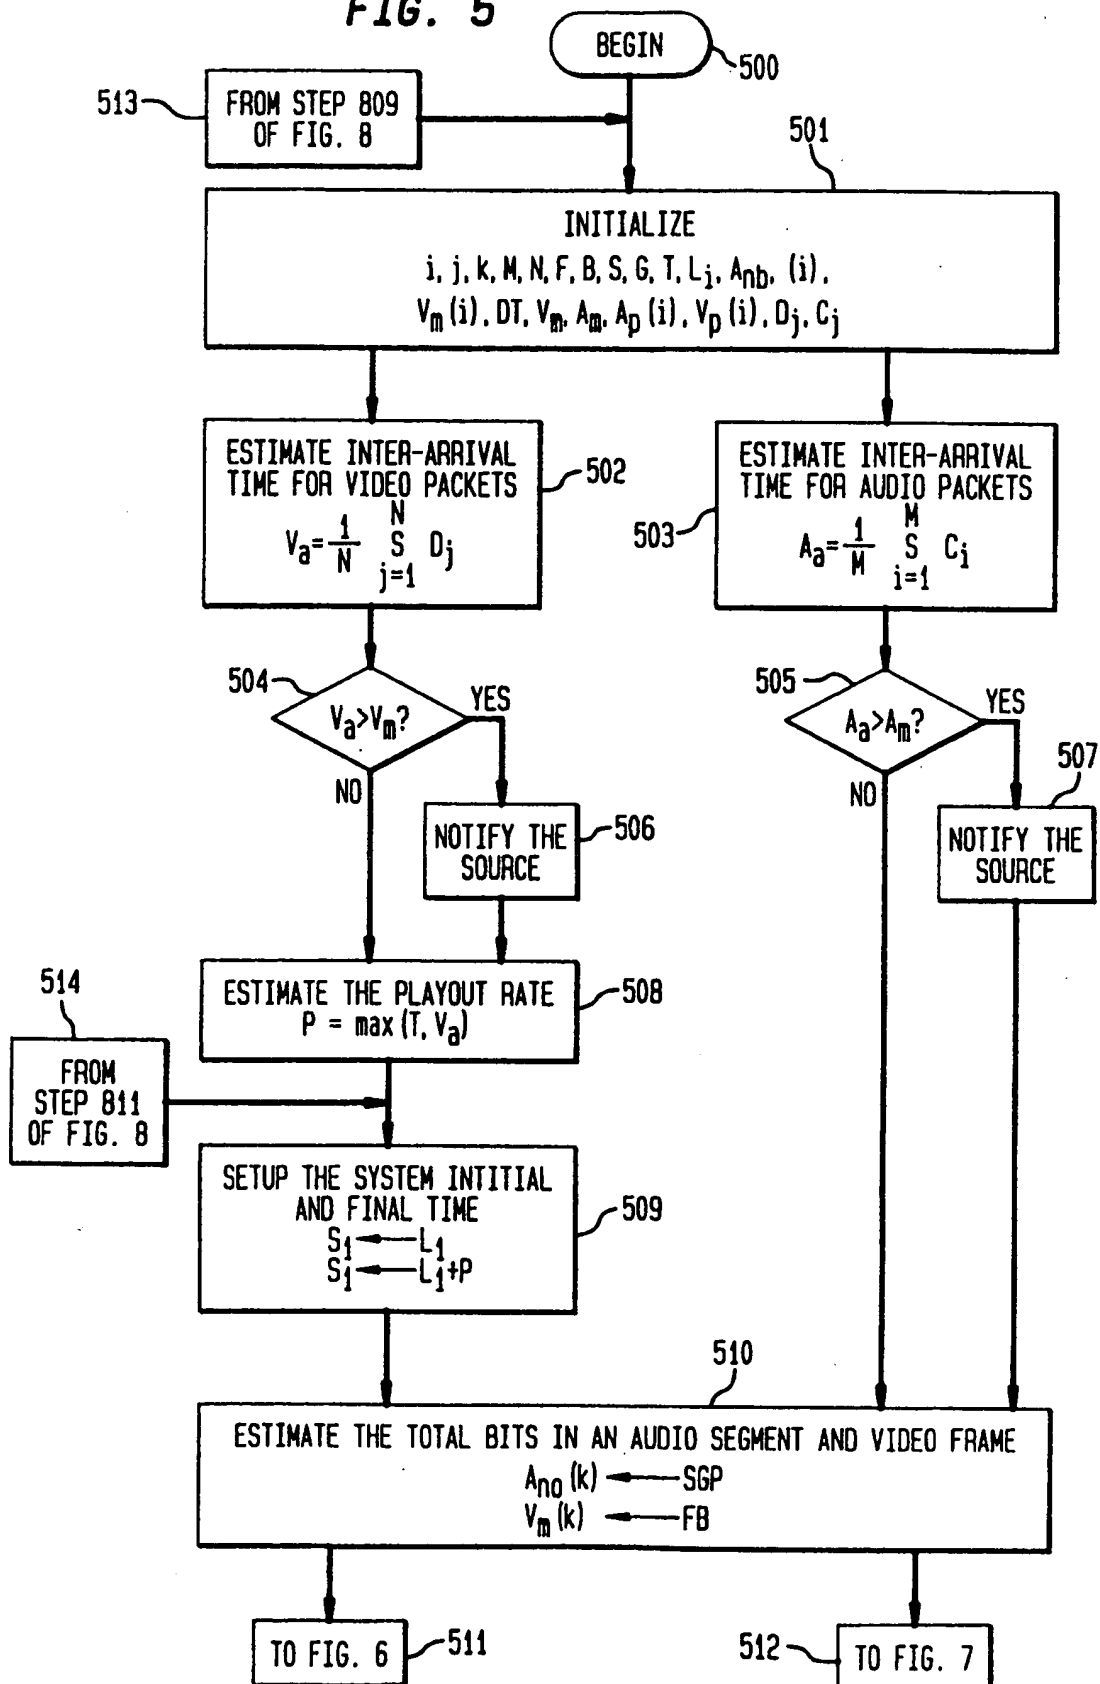 FIG. 5
BEGIN
500
513
FROM STEP 809
OF FIG. 8
501
INITIALIZE
i, j, k, M, N, F, B, S, G, T, Lj, Anb, (i),
Vm(i), DT, Vm, Am, Ap(i), Vp(i), Dj, Cj
ESTIMATE INTER-ARRIVAL
TIME FOR VIDEO PACKETS
Va = 1/N S j=1 N Dj
502
ESTIMATE INTER-ARRIVAL
TIME FOR AUDIO PACKETS
Aa = 1/M S i=1 M Ci
503
504
Va>Vm?
YES
NO
505
Aa>Am?
YES
NO
NOTIFY THE
SOURCE
506
507
NOTIFY THE
SOURCE
514
FROM
STEP 811
OF FIG. 8
ESTIMATE THE PLAYOUT RATE
P = max(T, Va)
508
SETUP THE SYSTEM INTITIAL
AND FINAL TIME
S1 ← L1
S1 ← L1+P
509
510
ESTIMATE THE TOTAL BITS IN AN AUDIO SEGMENT AND VIDEO FRAME
Ano(k) ← SGP
Vm(k) ← FB
TO FIG. 6
511
512
TO FIG. 7